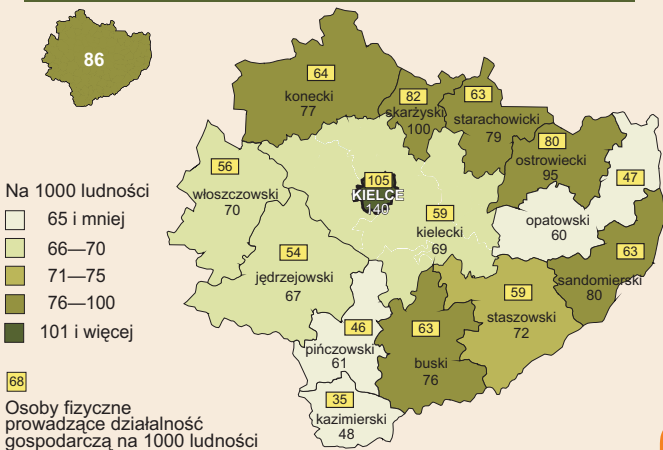 86
64
konecki
77
82
skarżyski
100
63
starachowicki
79
80
ostrowiecki
95
47
56
włoszczowski
70
105
KIELCE
140
59
kielecki
69
opatowski
60
63
sandomierski
80
54
jędrzejowski
67
59
staszowski
72
46
pińczowski
61
63
buski
76
35
kazimierski
48
Na 1000 ludności
65 i mniej
66—70
71—75
76—100
101 i więcej
68
Osoby fizyczne
prowadzące działalność
gospodarczą na 1000 ludności